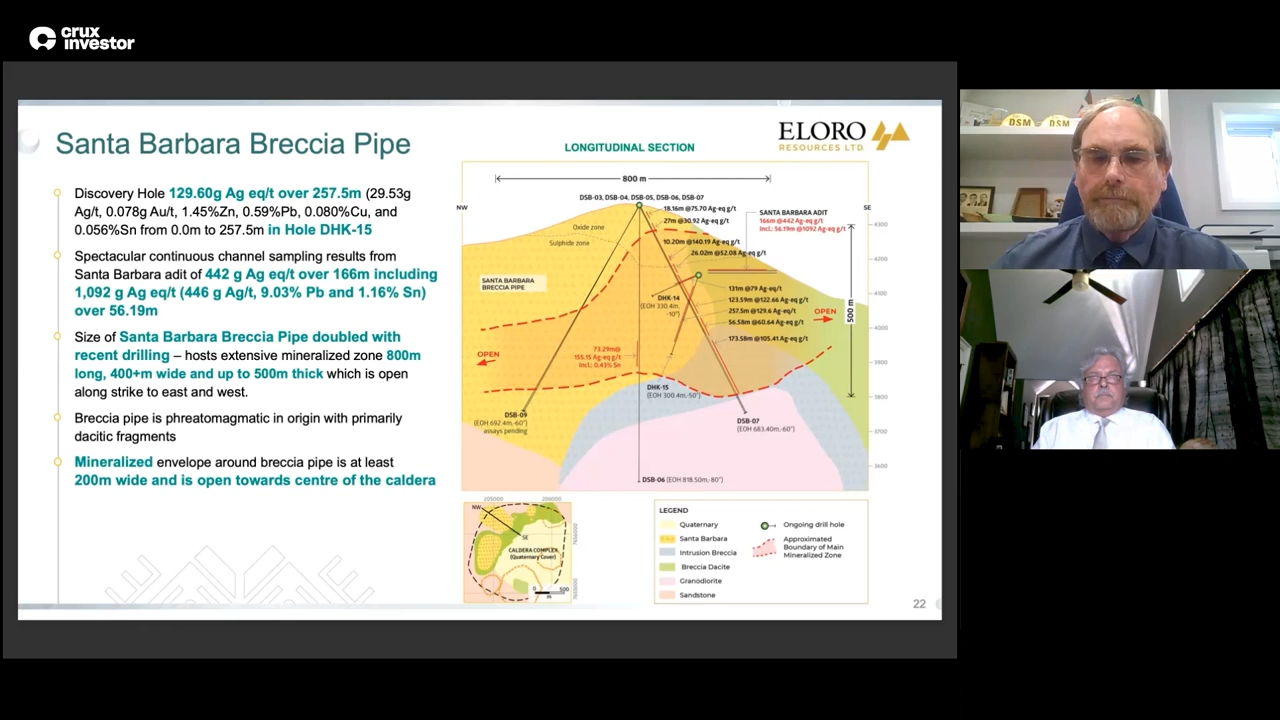 crux
investor
Santa Barbara Breccia Pipe
ELORO
RESOURCES LTD.
Discovery Hole 129.60g Ag eq/t over 257.5m (29.53g
Ag/t, 0.078g Au/t, 1.45%Zn, 0.59%Pb, 0.080%Cu, and
0.056%Sn from 0.0m to 257.5m) in Hole DHK-15
Spectacular continuous channel sampling results from
Santa Barbara adit of 442 g Ag eq/t over 166m including
1,092 g Ag eq/t (446 g Ag/t, 9.03% Pb and 1.16% Sn)
over 56.19m
Size of Santa Barbara Breccia Pipe doubled with
recent drilling – hosts extensive mineralized zone 800m
long, 400+m wide and up to 500m thick which is open
along strike to east and west.
Breccia pipe is phreatomagmatic in origin with primarily
dacitic fragments
Mineralized envelope around breccia pipe is at least
200m wide and is open towards centre of the caldera
LONGITUDINAL SECTION
800 m
NW
DSB-03, DSB-04, DSB-05, DSB-06, DSB-07
SE
18.16m @75.70 Ag-eq g/t
27m @30.92 Ag-eq g/t
SANTA BARBARA ADIT
166m @442 Ag-eq g/t
Incl.: 56.19m @1092 Ag-eq g/t
Oxide zone
Sulphide zone
10.20m @140.19 Ag-eq g/t
26.02m @52.08 Ag-eq g/t
SANTA BARBARA
BRECCIA PIPE
DHK-14
(EOH 330.4m,
-10°)
131m @79 Ag-eq g/t
123.59m @122.66 Ag-eq g/t
257.5m @129.6 Ag-eq g/t
56.58m @60.64 Ag-eq g/t
173.58m @105.41 Ag-eq g/t
OPEN
500 m
OPEN
73.29m @
155.15 Ag-eq g/t
Incl.: 0.43% Sn
DHK-15
(EOH 300.4m,-50°)
DSB-09
(EOH 692.4m,-60°)
assays pending
DSB-07
(EOH 683.40m,-60°)
DSB-06 (EOH 818.50m,-80°)
4300
4200
4100
4000
3900
3800
3700
3600
205000
206000
NW
SE
CALDERA COMPLEX
(Quaternary Cover)
0 500
m
LEGEND
Quaternary
Santa Barbara
Intrusion Breccia
Breccia Dacite
Granodiorite
Sandstone
Ongoing drill hole
Approximated
Boundary of Main
Mineralized Zone
22
DSM
DSM